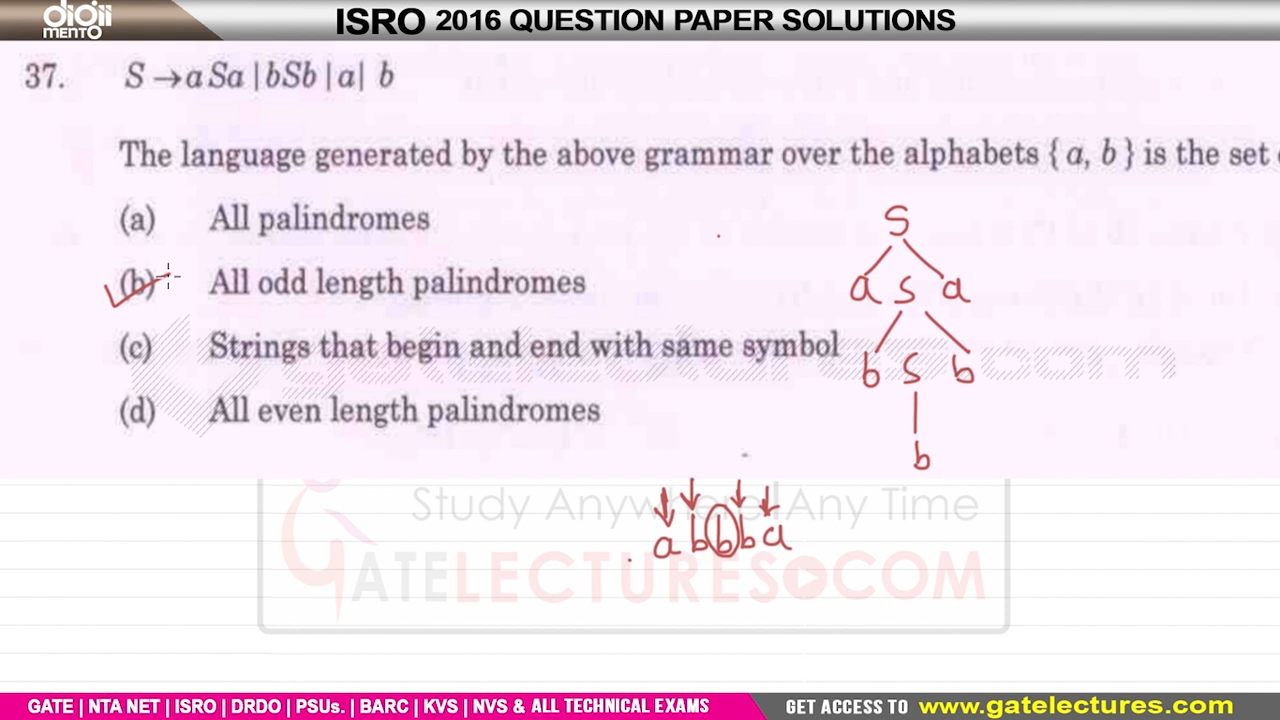 digiimento
ISRO 2016 QUESTION PAPER SOLUTIONS
37. S → a Sa | bSb | a | b
The language generated by the above grammar over the alphabets { a, b } is the set
(a) All palindromes
(b) All odd length palindromes
(c) Strings that begin and end with same symbol
(d) All even length palindromes
S
a S a
b S b
b
a b b b a
Study Anywhere Any Time
GATELECTURES.COM
GATE | NTA NET | ISRO | DRDO | PSUs. | BARC | KVS | NVS & ALL TECHNICAL EXAMS
GET ACCESS TO www.gatelectures.com